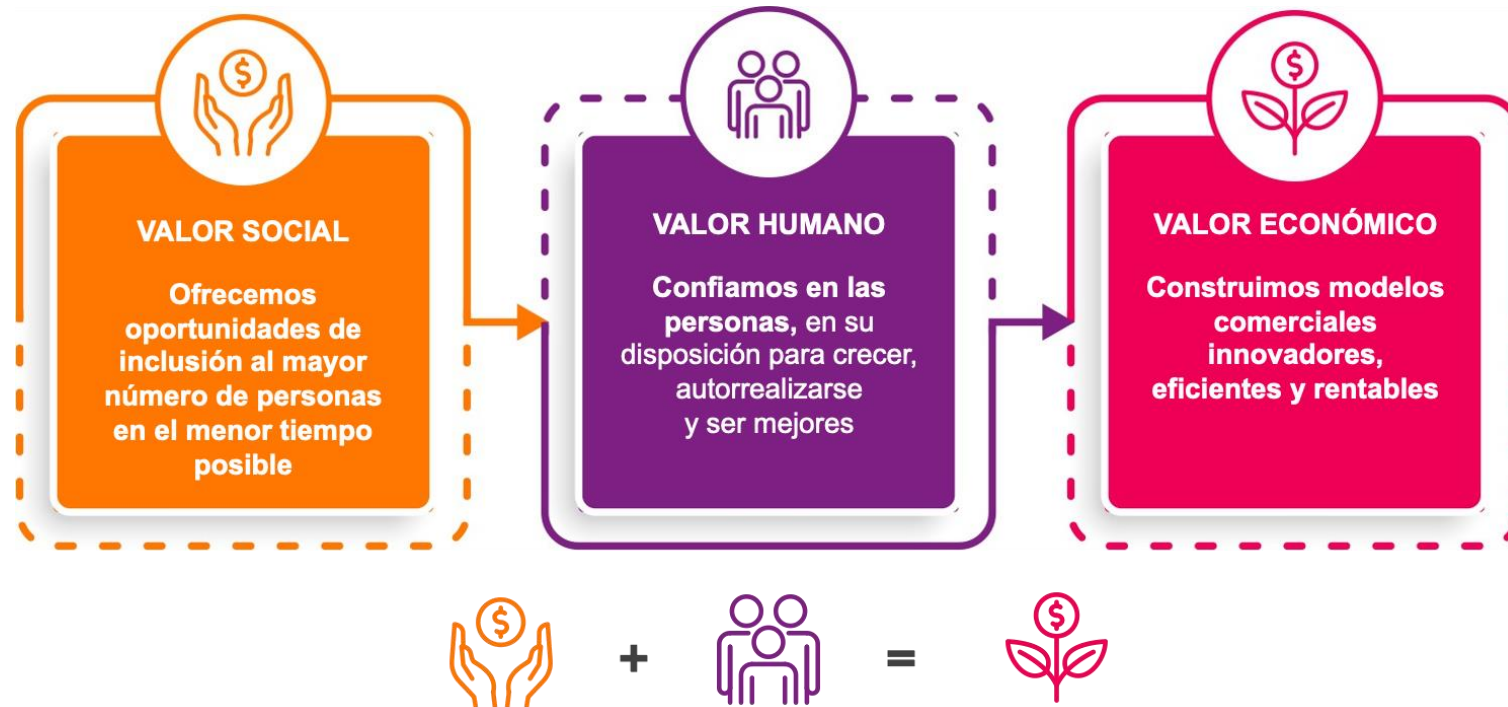 $
$
$
VALOR SOCIAL
Ofrecemos
oportunidades de
inclusión al mayor
número de personas
en el menor tiempo
posible
VALOR HUMANO
Confiamos en las
personas, en su
disposición para crecer,
autorrealizarse
y ser mejores
VALOR ECONÓMICO
Construimos modelos
comerciales
innovadores,
eficientes y rentables
$ + = $